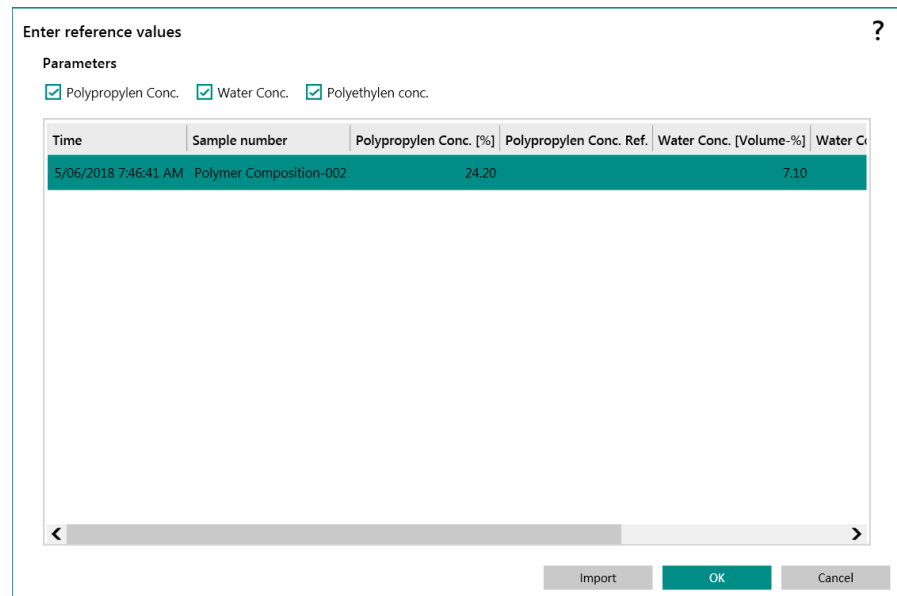 Enter reference values ?
Parameters
Polypropylen Conc. Water Conc. Polyethylen conc.
Time Sample number Polypropylen Conc. [%] Polypropylen Conc. Ref. Water Conc. [Volume-%] Water
5/06/2018 7:46:41 AM Polymer Composition-002 24.20 7.10
Import OK Cancel